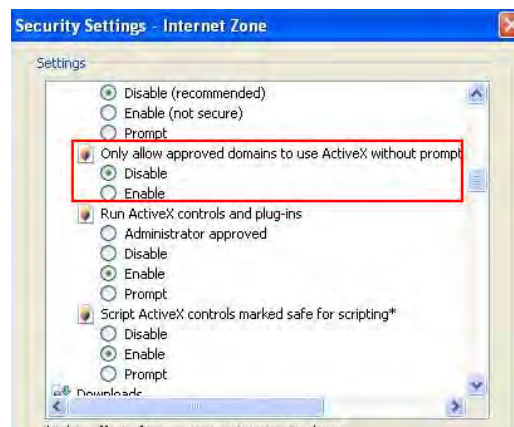 Security Settings - Internet Zone
Settings
Disable (recommended)
Enable (not secure)
Prompt
Only allow approved domains to use ActiveX without prompt
Disable
Enable
Run ActiveX controls and plug-ins
Administrator approved
Disable
Enable
Prompt
Script ActiveX controls marked safe for scripting*
Disable
Enable
Prompt
Downloads